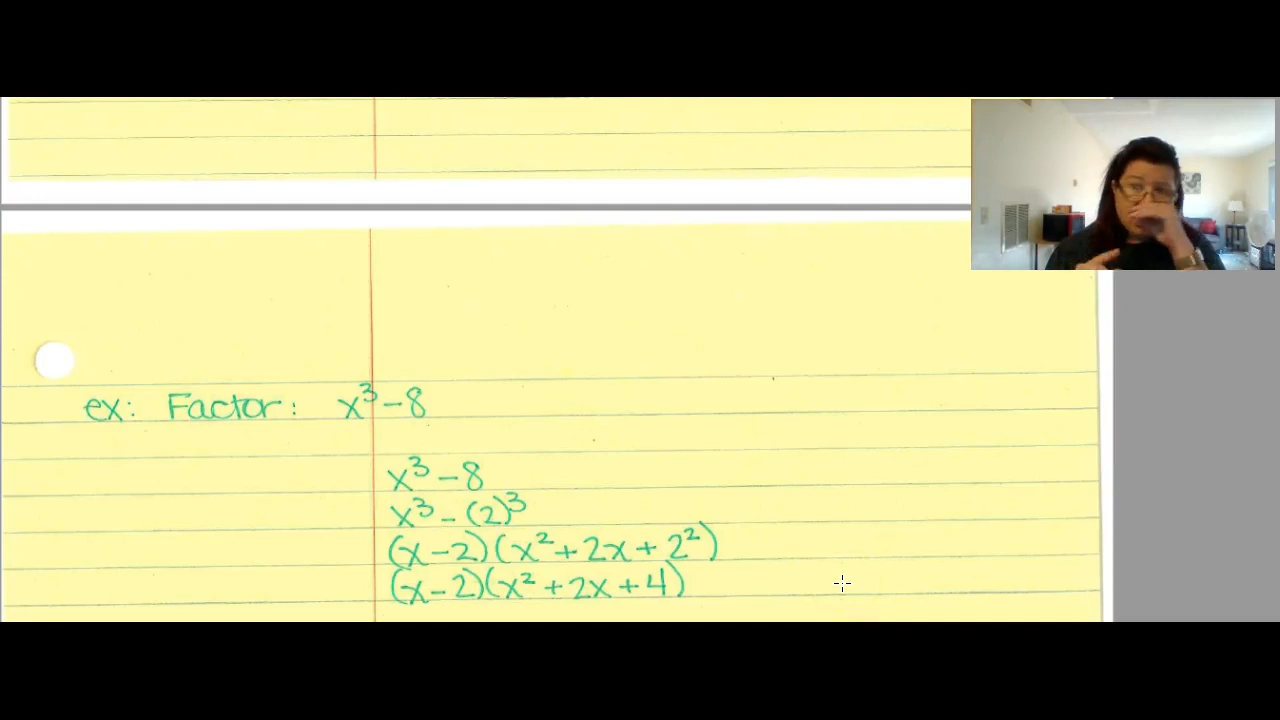 ex: Factor: x³ - 8
x³ - 8
x³ - (2)³
(x - 2)(x² + 2x + 2²)
(x - 2)(x² + 2x + 4)